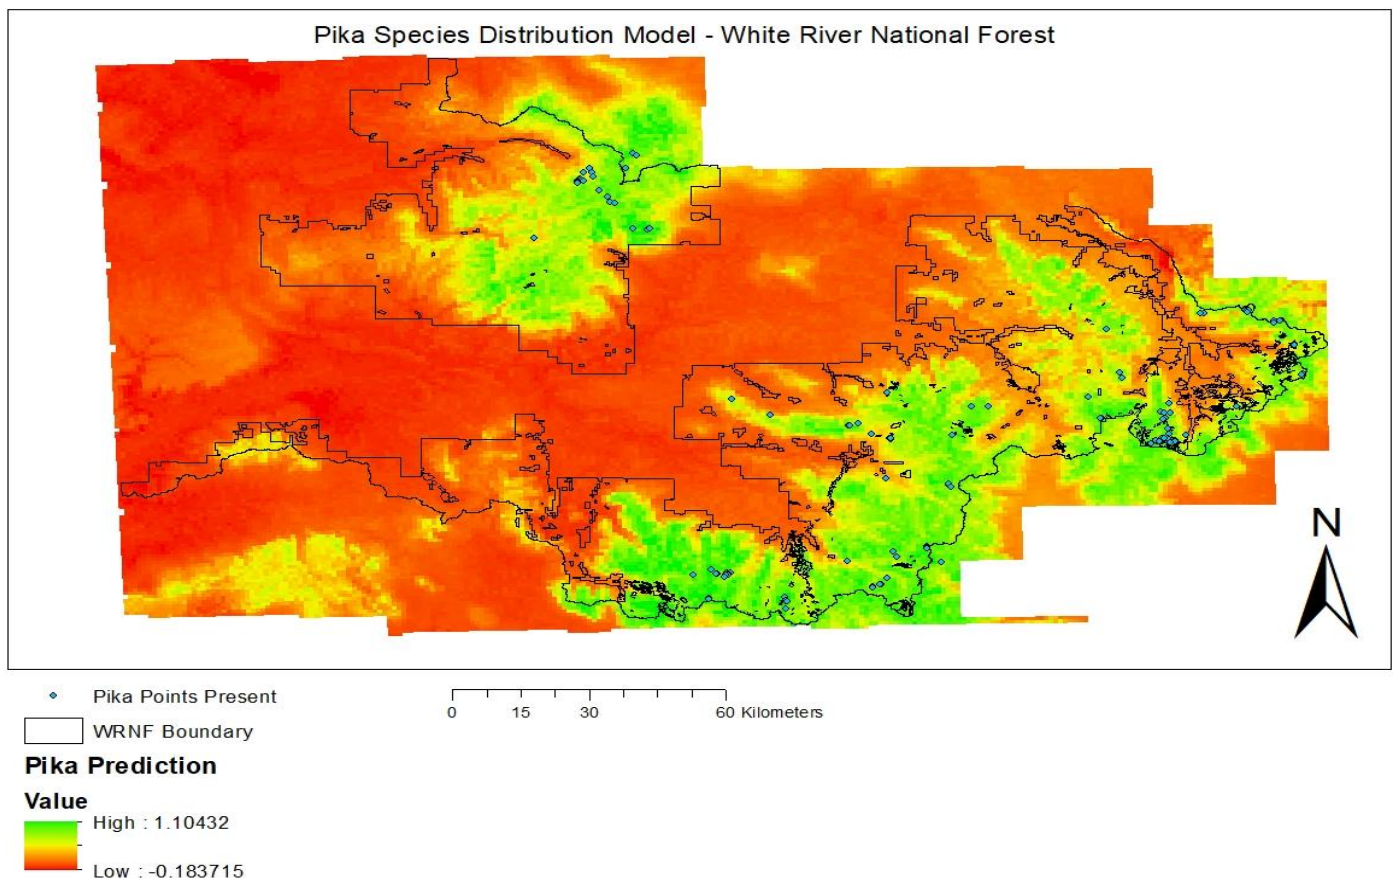 Pika Species Distribution Model - White River National Forest
N
Pika Points Present
0 15 30 60 Kilometers
WRNF Boundary
Pika Prediction
Value
High : 1.10432
Low : -0.183715